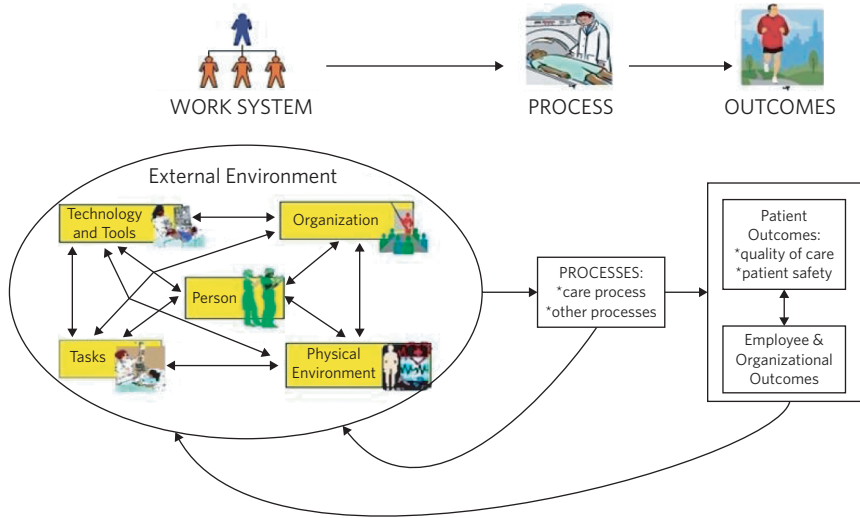 WORK SYSTEM
PROCESS
OUTCOMES
External Environment
Technology
and Tools
Organization
Person
Tasks
Physical
Environment
PROCESSES:
*care process
*other processes
Patient
Outcomes:
*quality of care
*patient safety
Employee &
Organizational
Outcomes